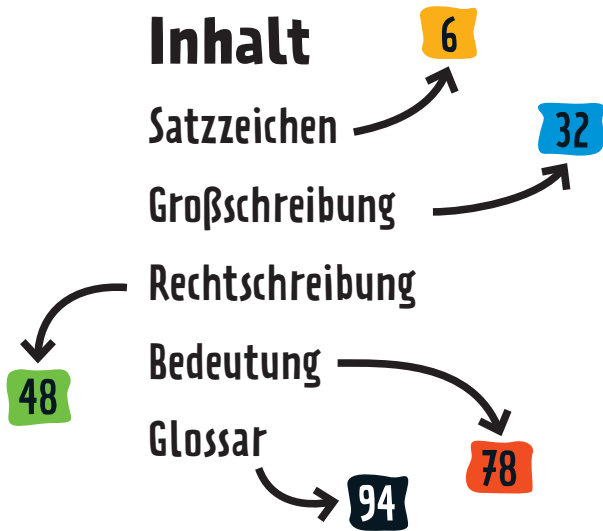 Inhalt
6
Satzzeichen
32
Großschreibung
Rechtschreibung
48
Bedeutung
78
Glossar
94